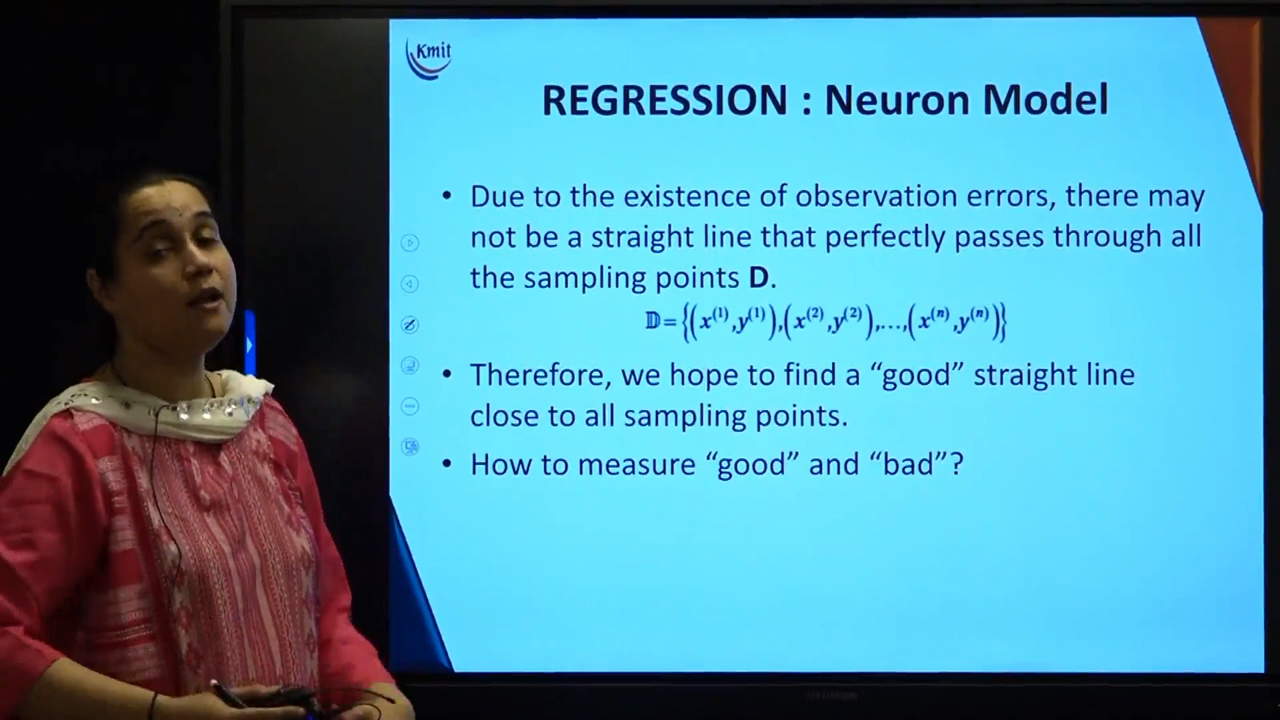 Kmit
REGRESSION : Neuron Model
• Due to the existence of observation errors, there may
not be a straight line that perfectly passes through all
the sampling points D.
𝔻={(x⁽¹⁾,y⁽¹⁾),(x⁽²⁾,y⁽²⁾),...,(x⁽ⁿ⁾,y⁽ⁿ⁾)}
• Therefore, we hope to find a “good” straight line
close to all sampling points.
• How to measure “good” and “bad”?